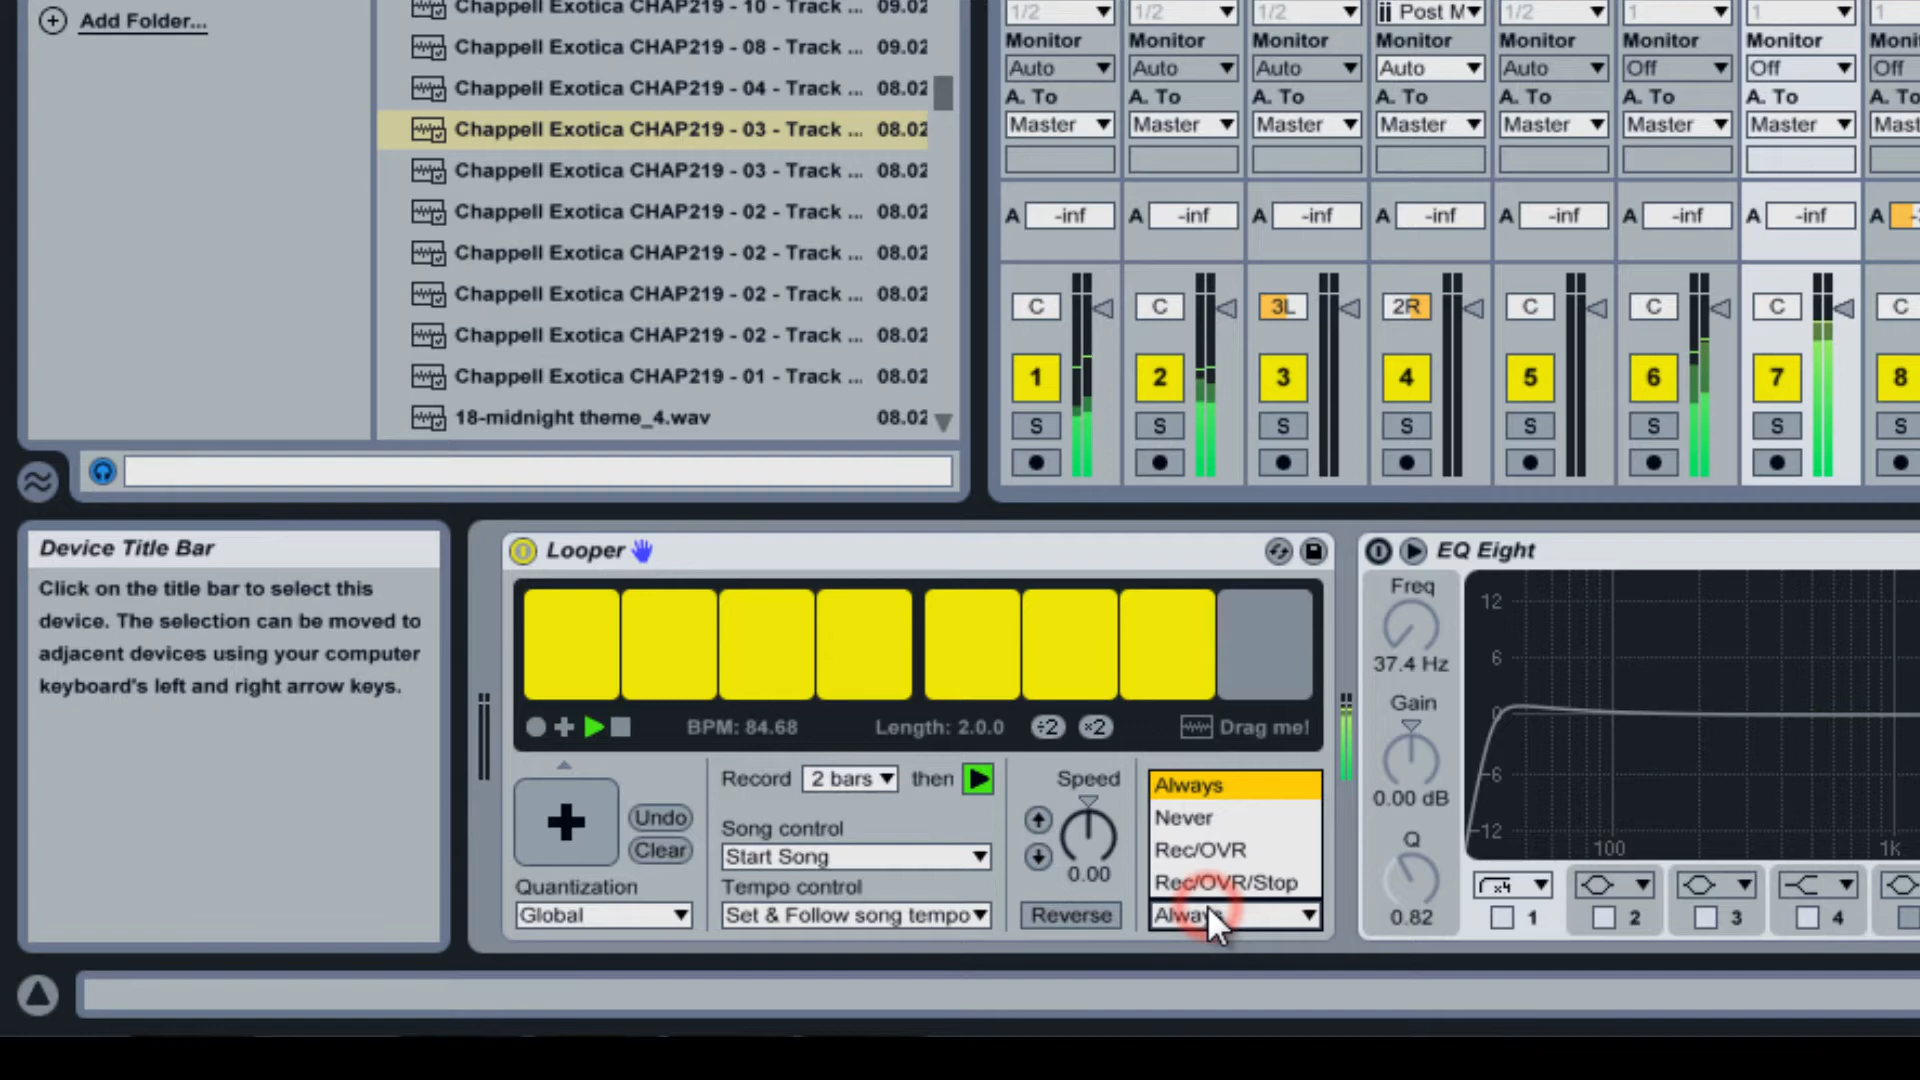 Add Folder...
Chappell Exotica CHAP219 - 10 - Track ... 09.02
Chappell Exotica CHAP219 - 08 - Track ... 09.02
Chappell Exotica CHAP219 - 04 - Track ... 08.02
Chappell Exotica CHAP219 - 03 - Track ... 08.02
Chappell Exotica CHAP219 - 03 - Track ... 08.02
Chappell Exotica CHAP219 - 02 - Track ... 08.02
Chappell Exotica CHAP219 - 02 - Track ... 08.02
Chappell Exotica CHAP219 - 02 - Track ... 08.02
Chappell Exotica CHAP219 - 02 - Track ... 08.02
Chappell Exotica CHAP219 - 01 - Track ... 08.02
18-midnight theme_4.wav 08.02
1/2 1/2 1/2 ii Post M 1/2 1 1 1
Monitor Monitor Monitor Monitor Monitor Monitor Monitor Moni
Auto Auto Auto Auto Auto Off Off Off
A. To A. To A. To A. To A. To A. To A. To A. To
Master Master Master Master Master Master Master Mast
A -inf A -inf A -inf A -inf A -inf A -inf A -inf A
C C 3L 2R C C C C
1 2 3 4 5 6 7 8
S S S S S S S S
Device Title Bar
Click on the title bar to select this
device. The selection can be moved to
adjacent devices using your computer
keyboard's left and right arrow keys.
Looper
BPM: 84.68 Length: 2.0.0 ÷2 ×2 Drag me!
Record 2 bars then
Speed
Undo
Clear
Song control
Start Song
0.00
Quantization
Global
Tempo control
Set & Follow song tempo
Reverse
Always
Never
Rec/OVR
Rec/OVR/Stop
Always
EQ Eight
Freq
37.4 Hz
Gain
0.00 dB
Q
0.82
12
6
0
-6
-12
100 1k
x4
1 2 3 4